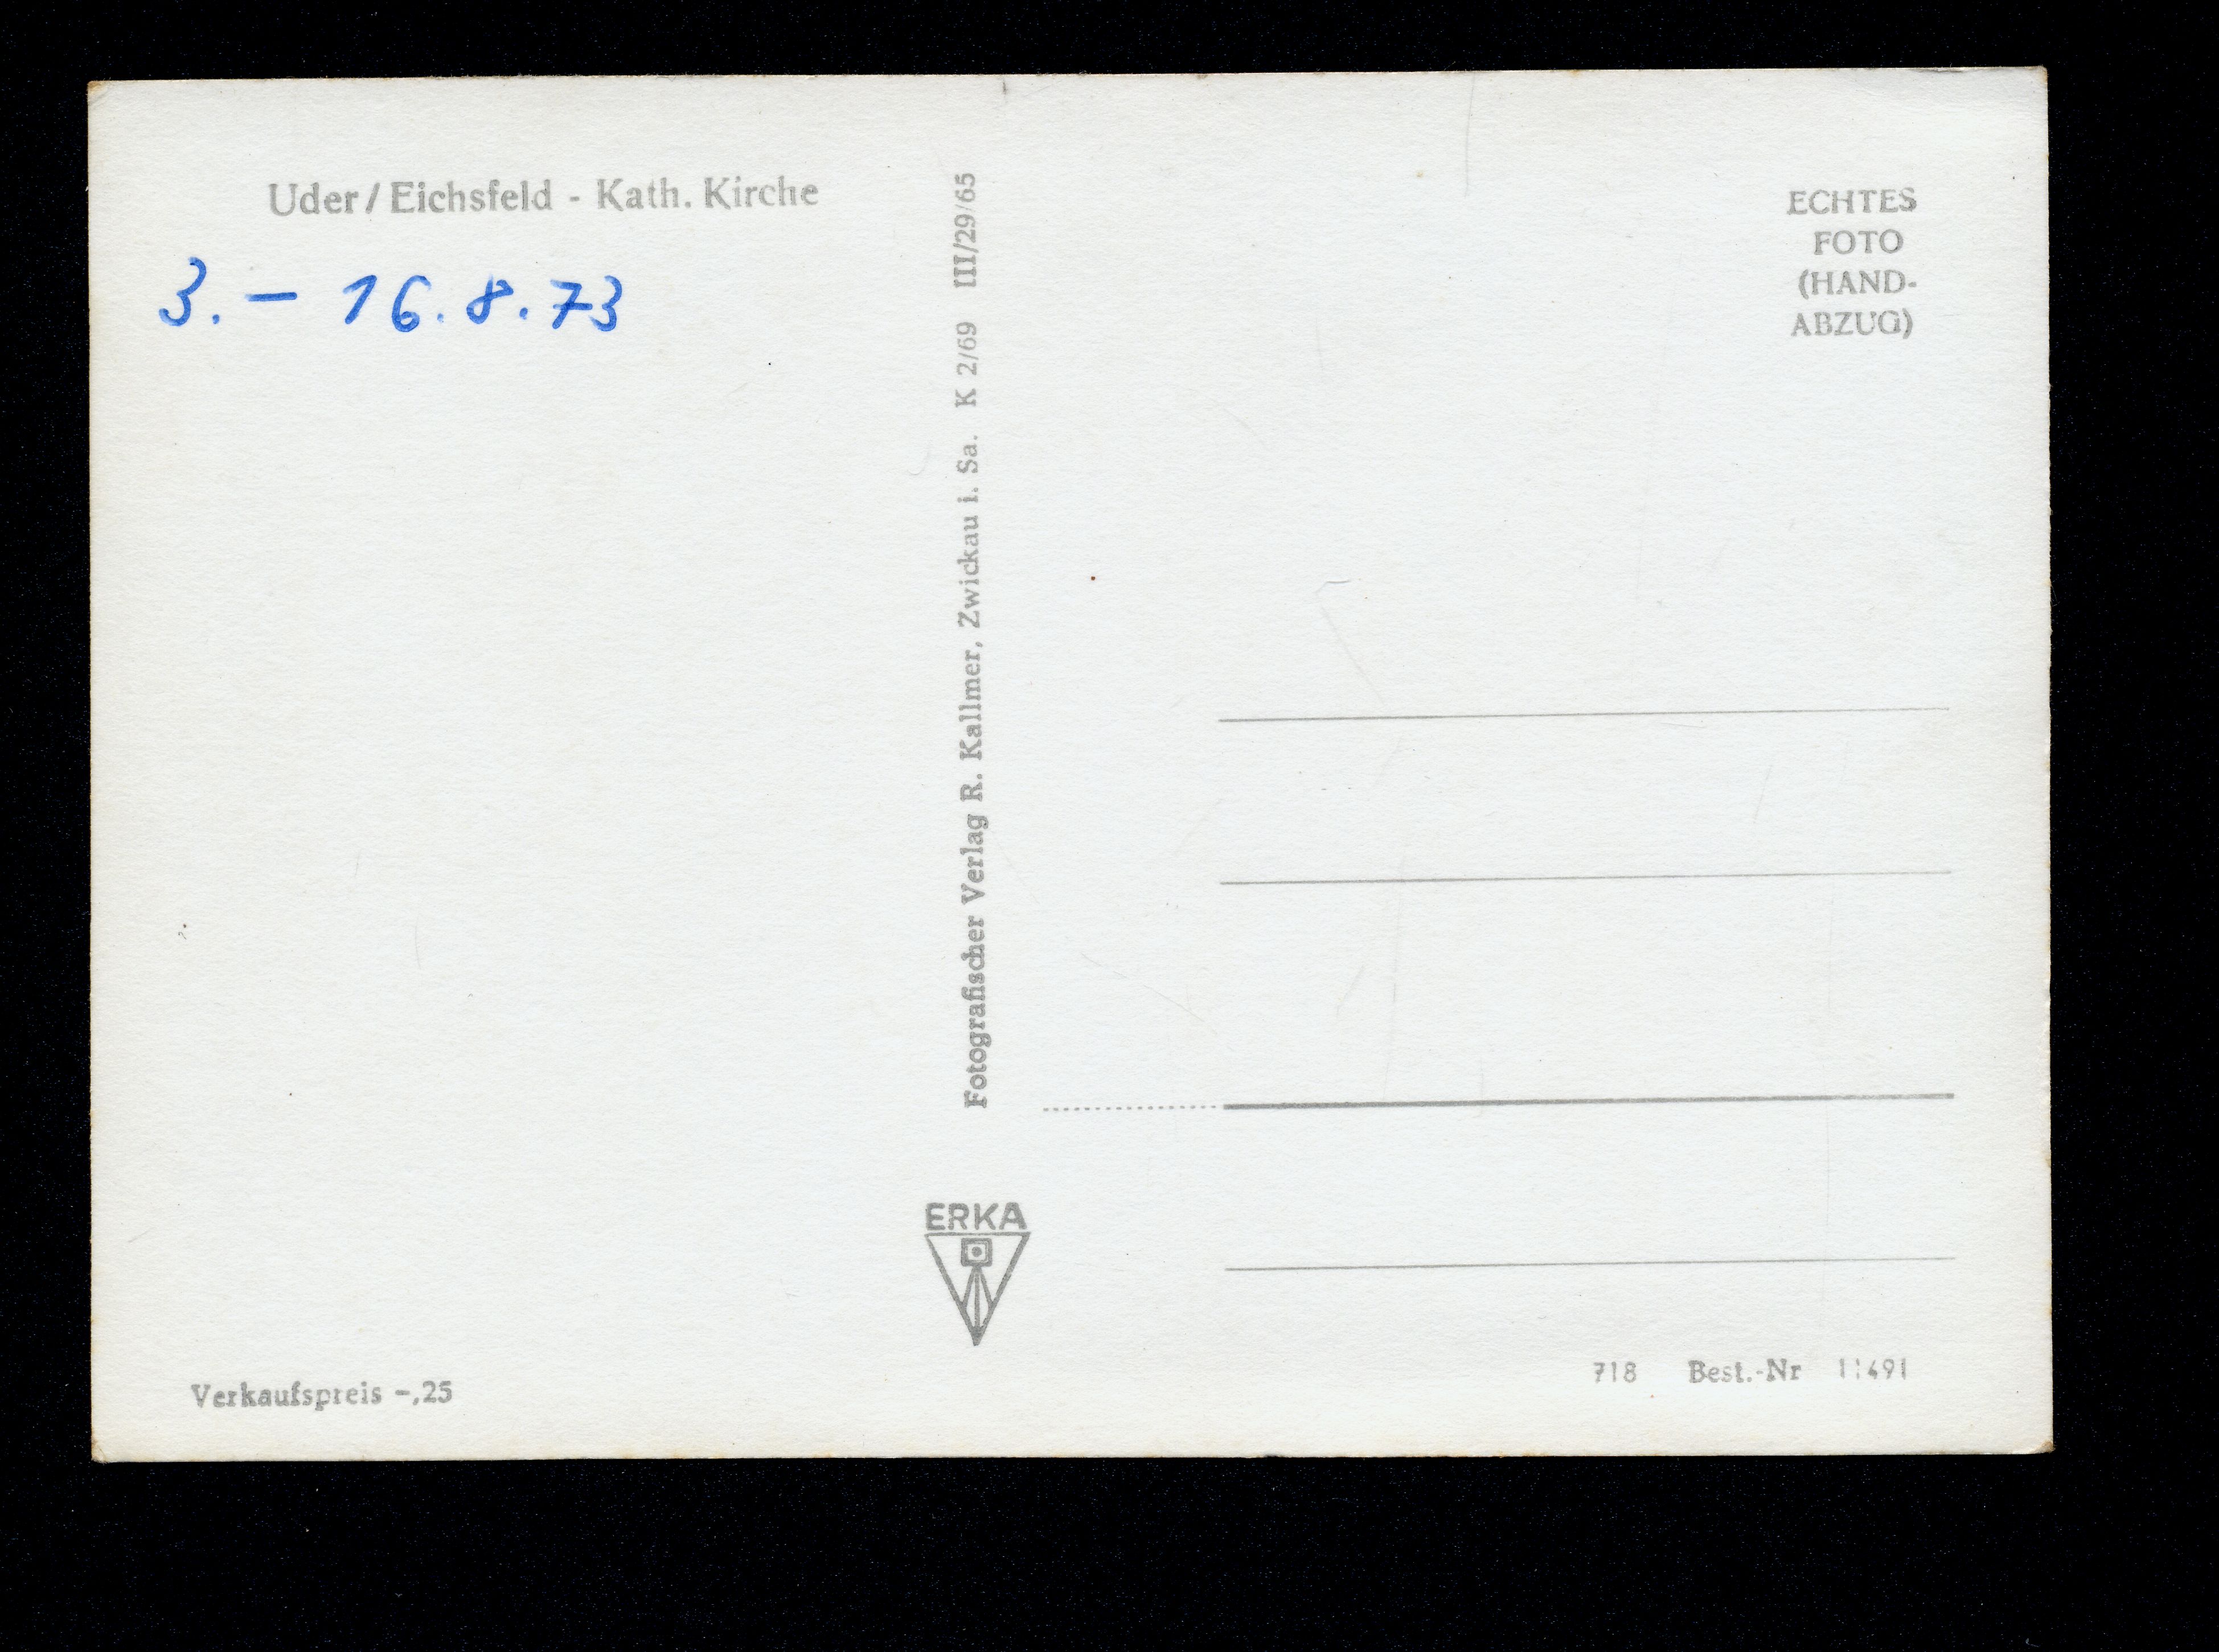 Uder / Eichsfeld - Kath. Kirche
3. – 16. 8. 73
Fotografischer Verlag R. Kallmer, Zwickau i. Sa. K 2/69 III/29/65
ECHTES
FOTO
(HAND-
ABZUG)
ERKA
Verkaufspreis –,25
718 Best.-Nr 11491